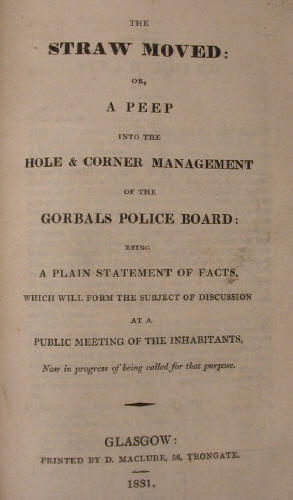 THE
STRAW MOVED:
OR,
A PEEP
INTO THE
HOLE & CORNER MANAGEMENT
OF THE
GORBALS POLICE BOARD:
BEING
A PLAIN STATEMENT OF FACTS,
WHICH WILL FORM THE SUBJECT OF DISCUSSION
AT A
PUBLIC MEETING OF THE INHABITANTS,
Now in progress of being called for that purpose.
GLASGOW:
PRINTED BY D. MACLURE, 56, TRONGATE.
1831.